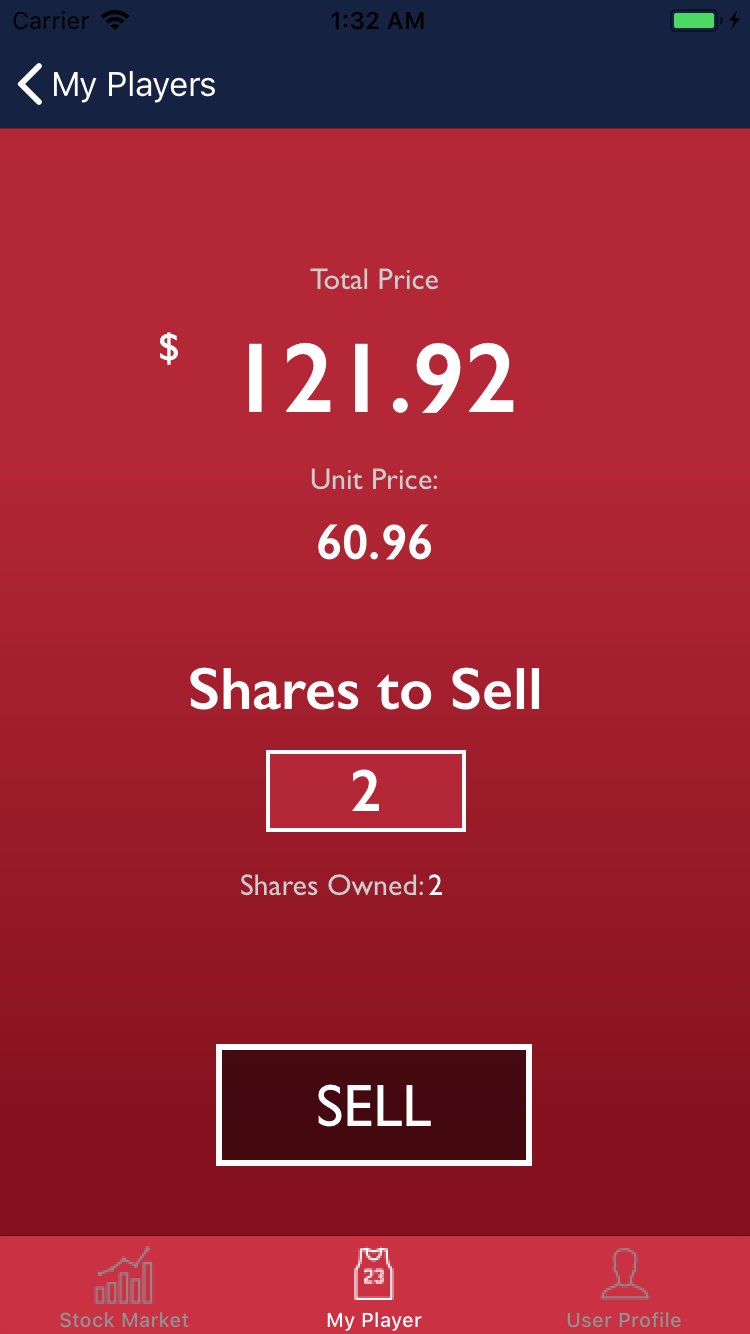 Carrier 1:32 AM
My Players
Total Price
$ 121.92
Unit Price:
60.96
Shares to Sell
2
Shares Owned: 2
SELL
23
Stock Market My Player User Profile